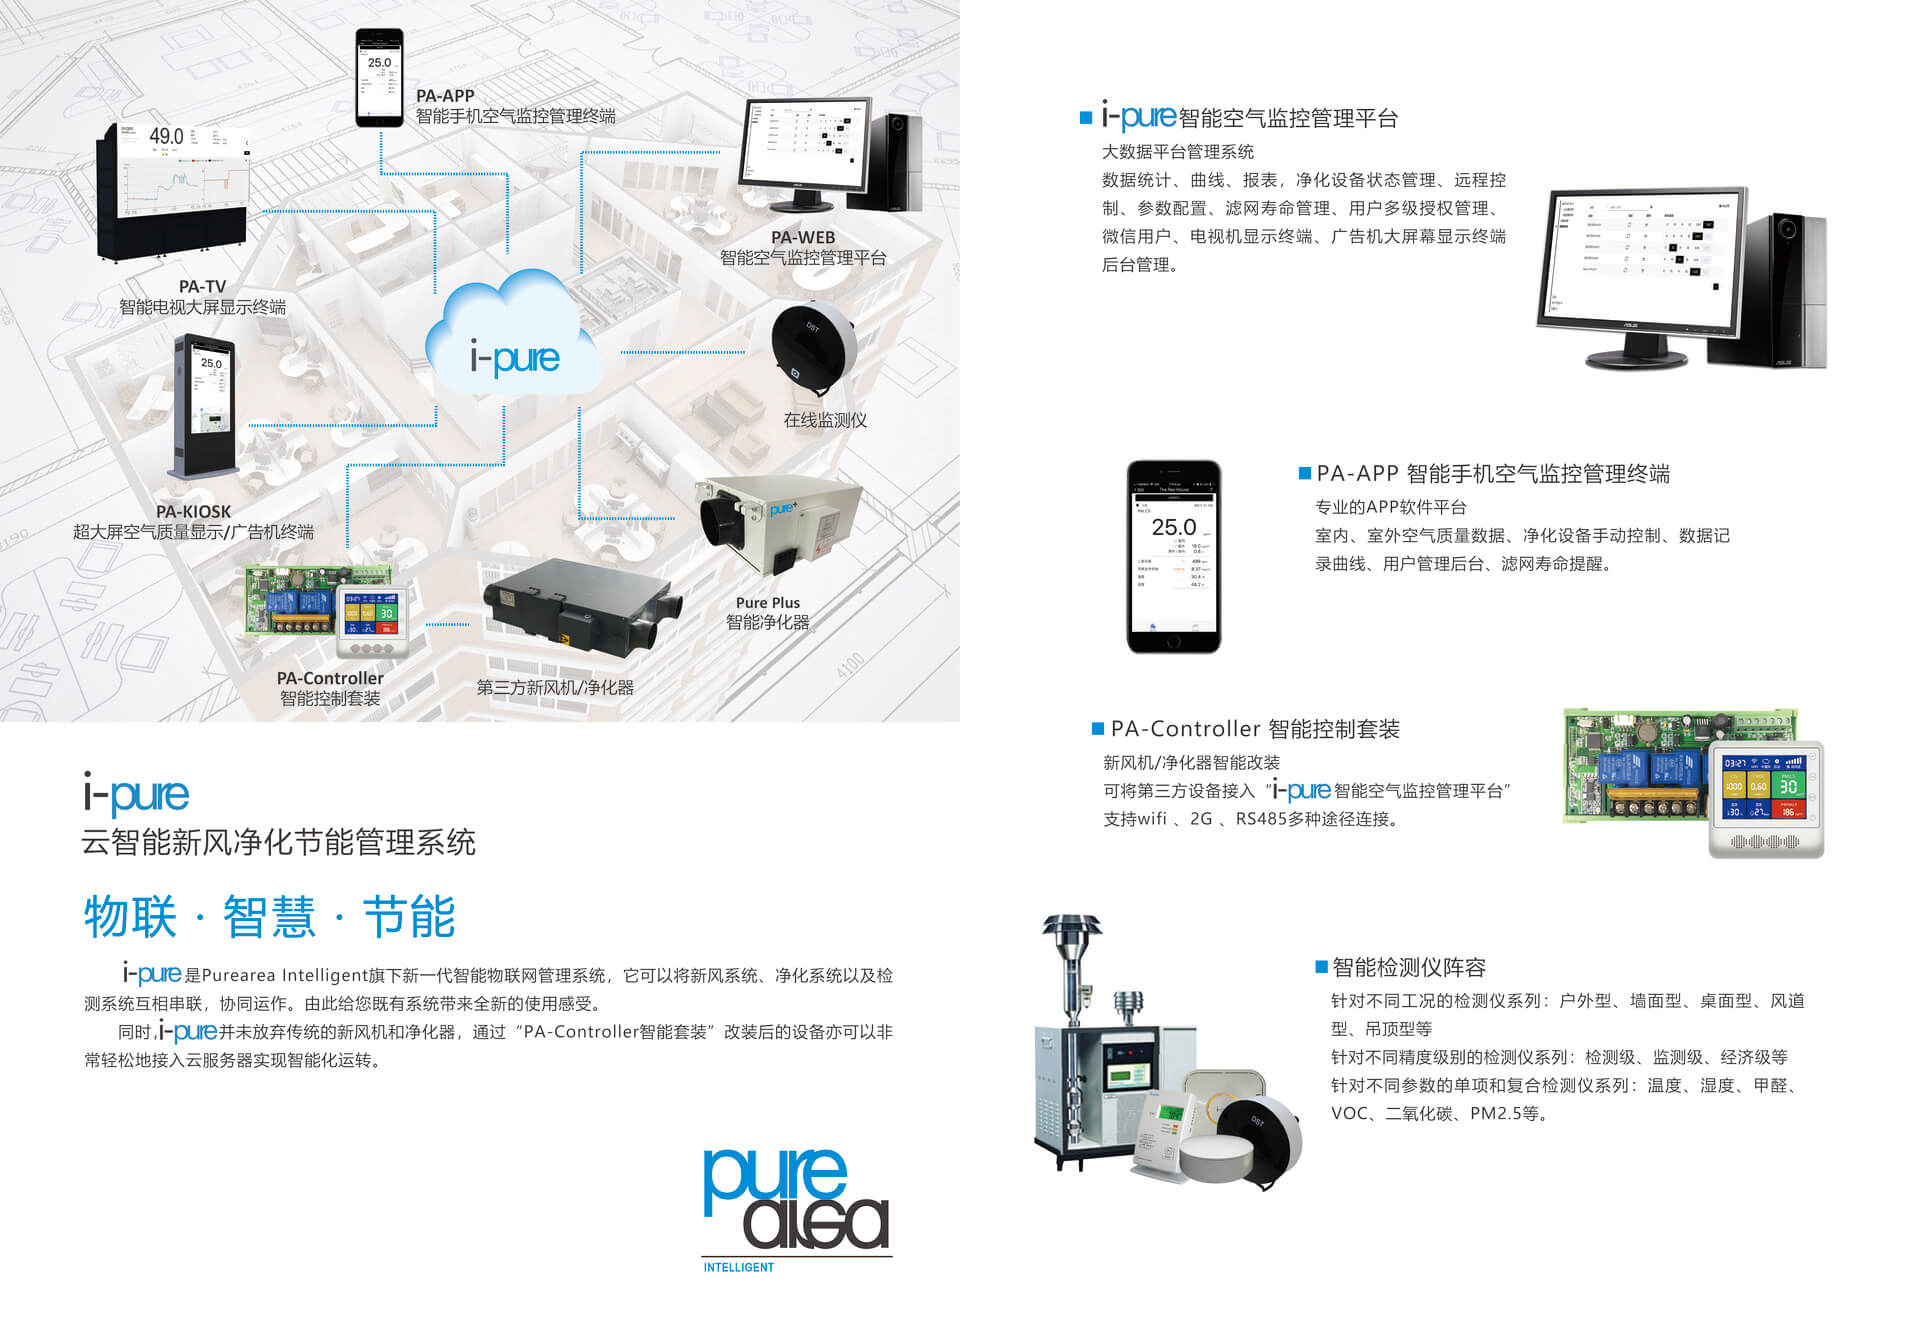 PA-APP
智能手机空气监控管理终端
25.0
49.0
PA-TV
智能电视大屏显示终端
PA-WEB
智能空气监控管理平台
i-pure
DST
在线监测仪
25.0
PA-KIOSK
超大屏空气质量显示/广告机终端
pure+
Pure Plus
智能净化器
PA-Controller
智能控制套装
第三方新风机/净化器
4100
i-pure
云智能新风净化节能管理系统
物联·智慧·节能
i-pure是Purearea Intelligent旗下新一代智能物联网管理系统，它可以将新风系统、净化系统以及检
测系统互相串联，协同运作。由此给您既有系统带来全新的使用感受。
同时,i-pure并未放弃传统的新风机和净化器，通过“PA-Controller智能套装”改装后的设备亦可以非
常轻松地接入云服务器实现智能化运转。
pure
area
INTELLIGENT
i-pure智能空气监控管理平台
大数据平台管理系统
数据统计、曲线、报表，净化设备状态管理、远程控
制、参数配置、滤网寿命管理、用户多级授权管理、
微信用户、电视机显示终端、广告机大屏幕显示终端
后台管理。
ASUS
PA-APP 智能手机空气监控管理终端
专业的APP软件平台
室内、室外空气质量数据、净化设备手动控制、数据记
录曲线、用户管理后台、滤网寿命提醒。
25.0
PA-Controller 智能控制套装
新风机/净化器智能改装
可将第三方设备接入“i-pure智能空气监控管理平台”
支持wifi 、2G 、RS485多种途径连接。
03:27
1000
0.60
30
186
智能检测仪阵容
针对不同工况的检测仪系列：户外型、墙面型、桌面型、风道
型、吊顶型等
针对不同精度级别的检测仪系列：检测级、监测级、经济级等
针对不同参数的单项和复合检测仪系列：温度、湿度、甲醛、
VOC、二氧化碳、PM2.5等。
DST